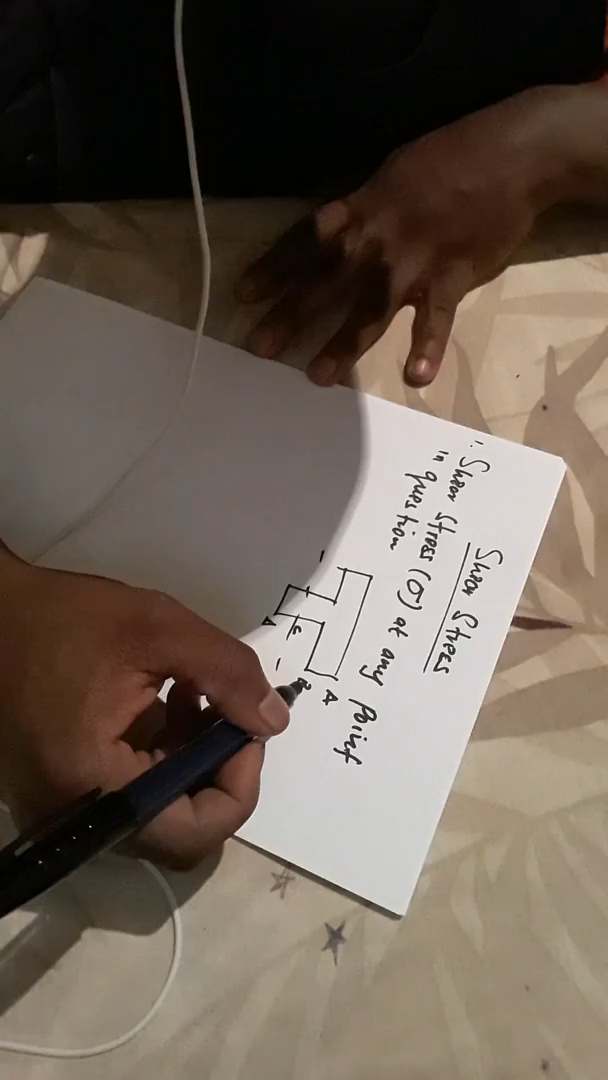 Shear Stress
1. Shear Stress (σ) at any Point
in question
A
B
C
D